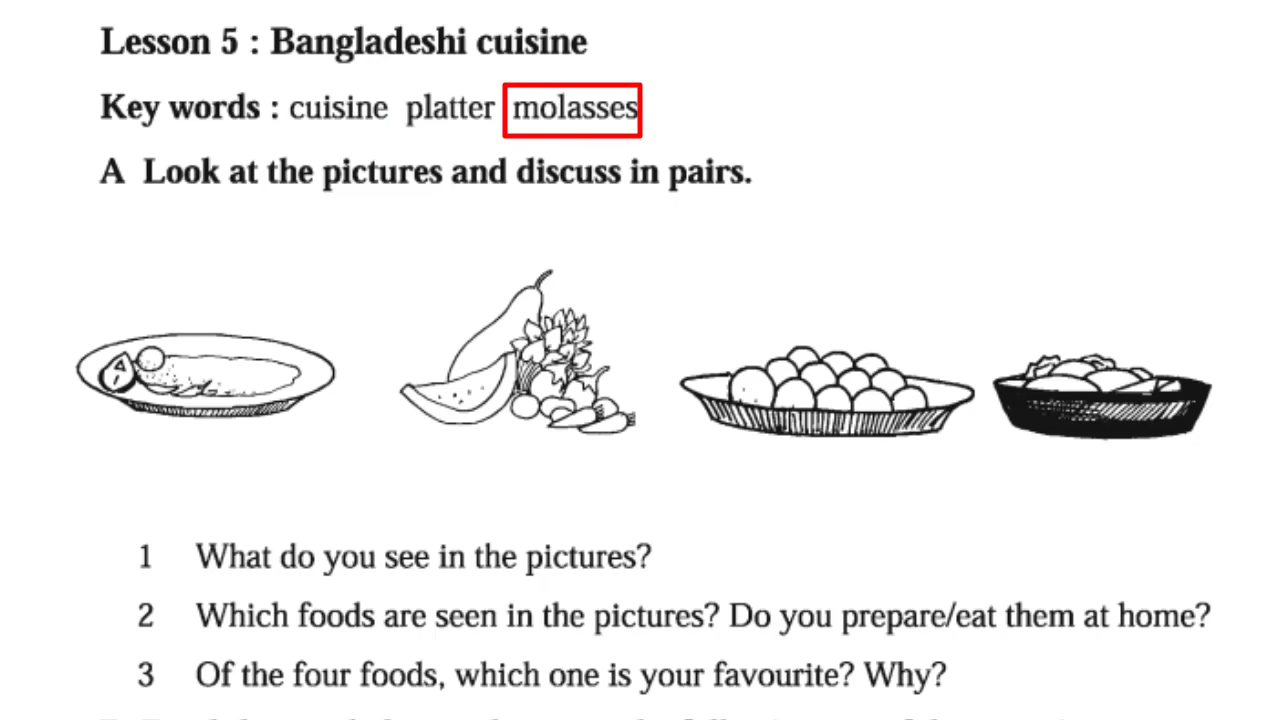 Lesson 5 : Bangladeshi cuisine
Key words : cuisine platter molasses
A Look at the pictures and discuss in pairs.
1 What do you see in the pictures?
2 Which foods are seen in the pictures? Do you prepare/eat them at home?
3 Of the four foods, which one is your favourite? Why?